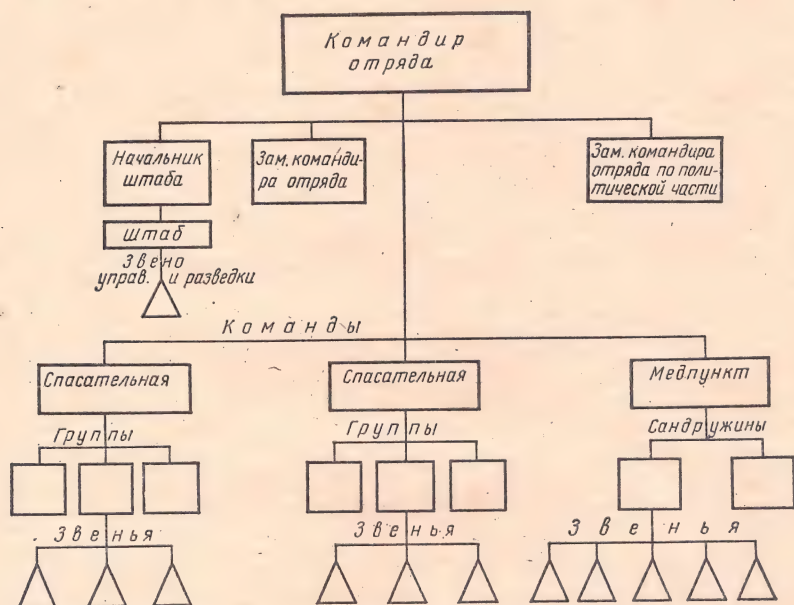 Командир
отряда
Начальник
штаба
Зам. команди-
ра отряда
Зам. командира
отряда по поли-
тической части
Штаб
Звено
управ. и разведки
Команды
Спасательная
Спасательная
Медпункт
Группы
Группы
Сандружины
Звенья
Звенья
Звенья